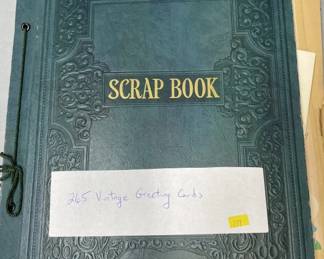 SCRAP BOOK
265 Vintage Greeting Cards